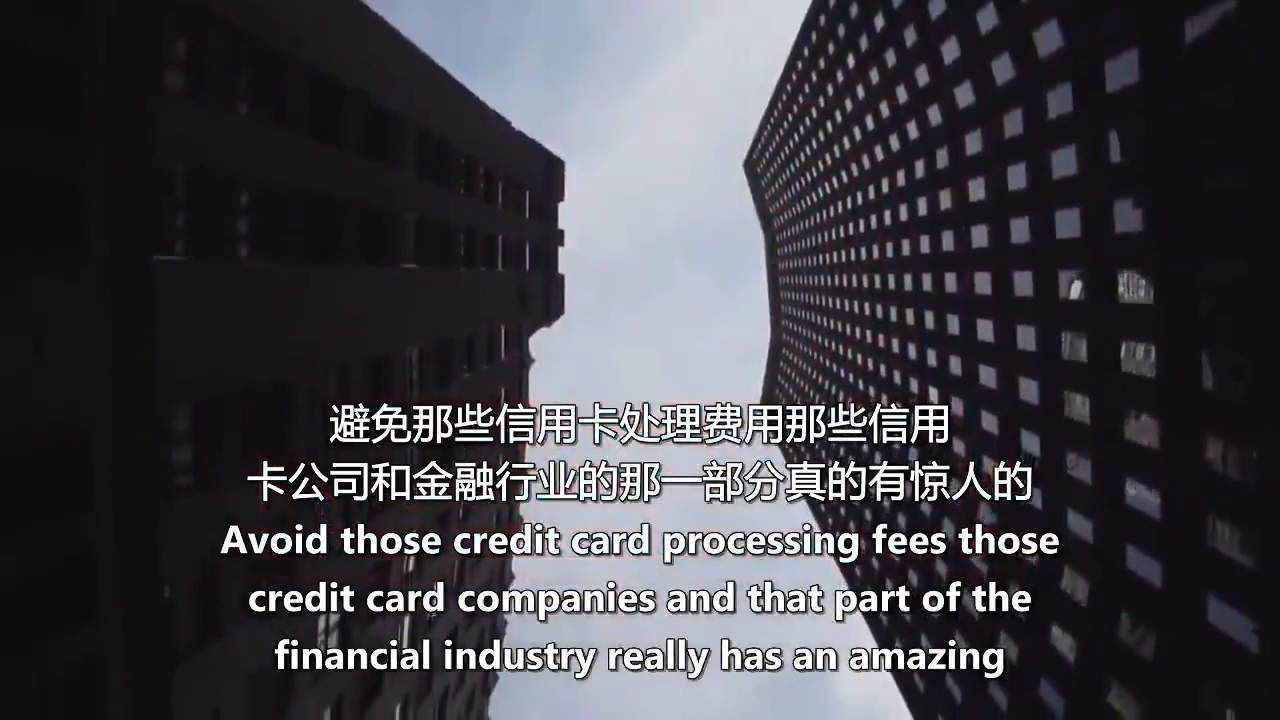 避免那些信用卡处理费用那些信用
卡公司和金融行业的那一部分真的有惊人的
Avoid those credit card processing fees those
credit card companies and that part of the
financial industry really has an amazing